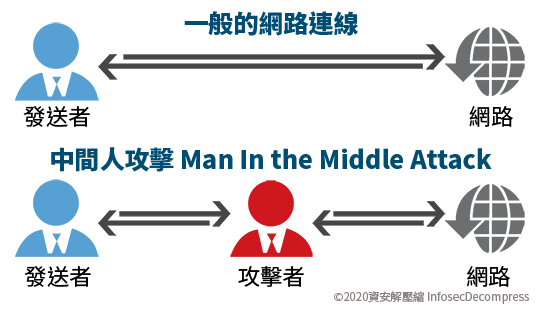 一般的網路連線
發送者
網路
中間人攻擊 Man In the Middle Attack
發送者
攻擊者
網路
©2020資安解壓縮 InfosecDecompress